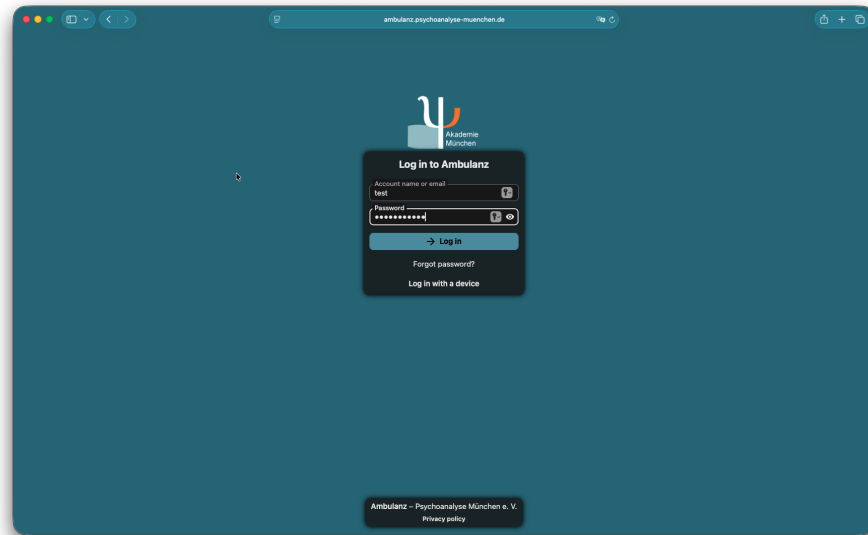 ambulanz.psychoanalyse-muenchen.de
Akademie
München
Log in to Ambulanz
Account name or email
test
Password
•••••••••••
→ Log in
Forgot password?
Log in with a device
Ambulanz – Psychoanalyse München e. V.
Privacy policy